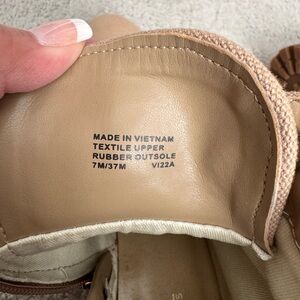 MADE IN VIETNAM
TEXTILE UPPER
RUBBER OUTSOLE
7M/37M VI22A